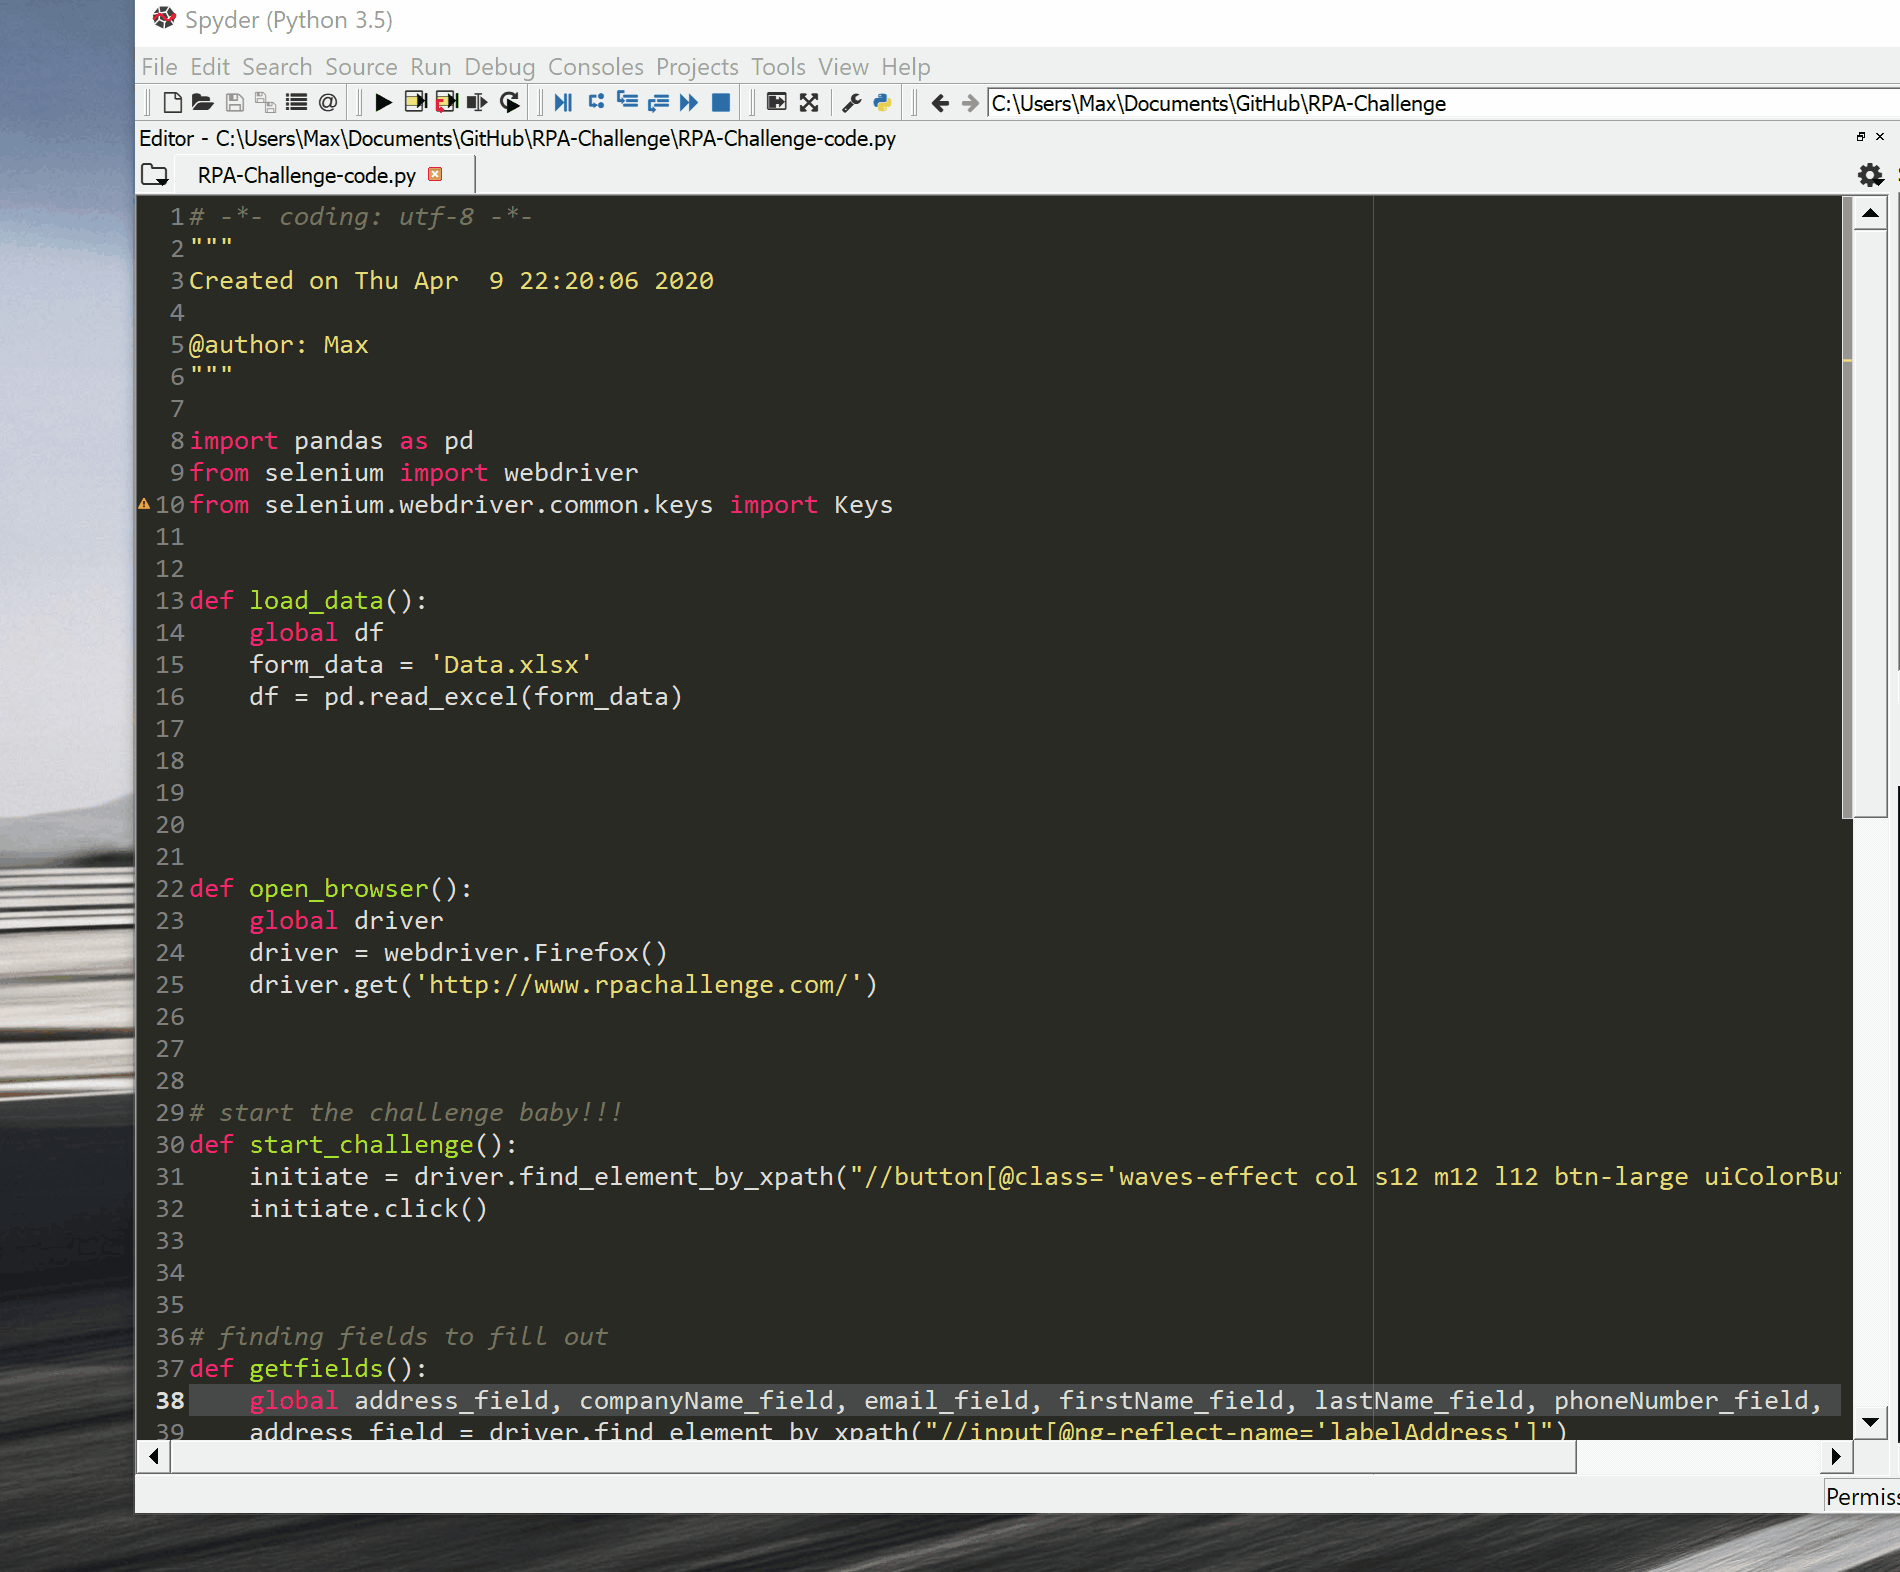 Spyder (Python 3.5)
File Edit Search Source Run Debug Consoles Projects Tools View Help
C:\Users\Max\Documents\GitHub\RPA-Challenge
Editor - C:\Users\Max\Documents\GitHub\RPA-Challenge\RPA-Challenge-code.py
RPA-Challenge-code.py
1 # -*- coding: utf-8 -*-
2 """
3 Created on Thu Apr  9 22:20:06 2020
4
5 @author: Max
6 """
7
8 import pandas as pd
9 from selenium import webdriver
10 from selenium.webdriver.common.keys import Keys
11
12
13 def load_data():
14     global df
15     form_data = 'Data.xlsx'
16     df = pd.read_excel(form_data)
17
18
19
20
21
22 def open_browser():
23     global driver
24     driver = webdriver.Firefox()
25     driver.get('http://www.rpachallenge.com/')
26
27
28
29 # start the challenge baby!!!
30 def start_challenge():
31     initiate = driver.find_element_by_xpath("//button[@class='waves-effect col s12 m12 l12 btn-large uiColorBu
32     initiate.click()
33
34
35
36 # finding fields to fill out
37 def getfields():
38     global address_field, companyName_field, email_field, firstName_field, lastName_field, phoneNumber_field,
39     address_field = driver.find_element_by_xpath("//input[@ng-reflect-name='labelAddress']")
Permiss